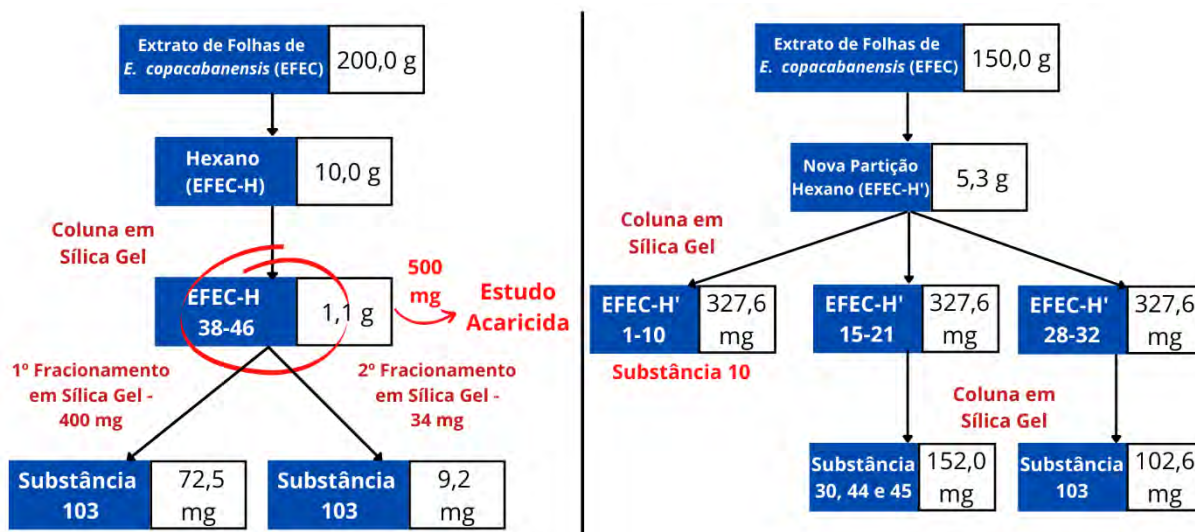 Extrato de Folhas de
E. copacabanensis (EFEC)
200,0 g
Hexano
(EFEC-H)
10,0 g
Coluna em
Sílica Gel
EFEC-H
38-46
1,1 g
500
mg
Estudo
Acaricida
1º Fracionamento
em Sílica Gel -
400 mg
2º Fracionamento
em Sílica Gel -
34 mg
Substância
103
72,5
mg
Substância
103
9,2
mg
Extrato de Folhas de
E. copacabanensis (EFEC)
150,0 g
Nova Partição
Hexano (EFEC-H')
5,3 g
Coluna em
Sílica Gel
EFEC-H'
1-10
327,6
mg
Substância 10
EFEC-H'
15-21
327,6
mg
EFEC-H'
28-32
327,6
mg
Coluna em
Sílica Gel
Substância
30, 44 e 45
152,0
mg
Substância
103
102,6
mg